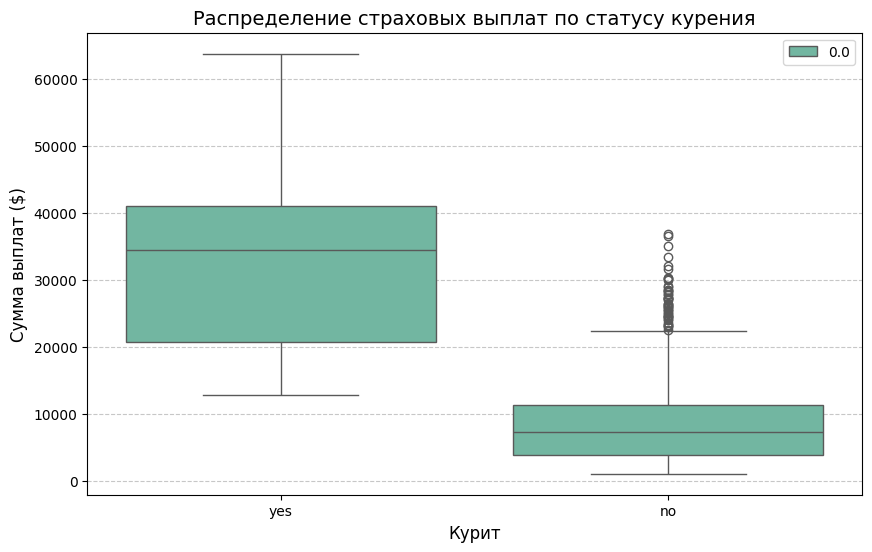 Распределение страховых выплат по статусу курения
0.0
Сумма выплат ($)
60000
50000
40000
30000
20000
10000
0
yes
no
Курит